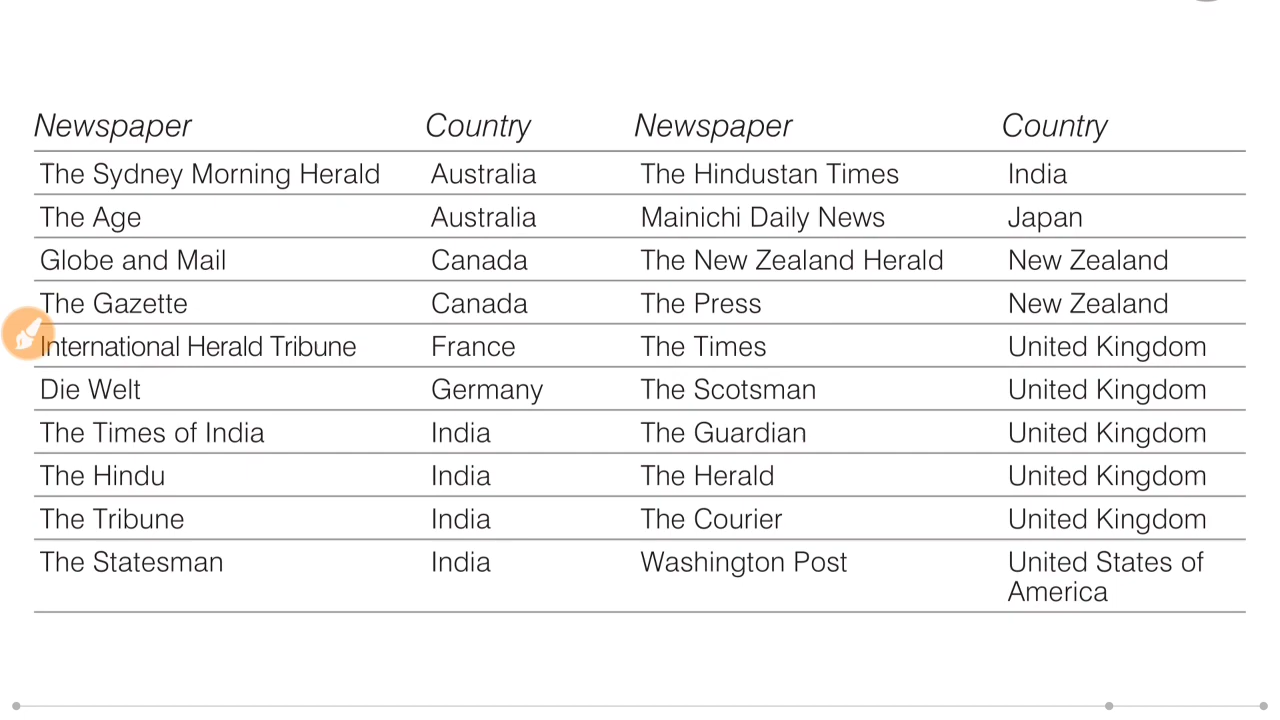 Newspaper Country Newspaper Country
The Sydney Morning Herald Australia The Hindustan Times India
The Age Australia Mainichi Daily News Japan
Globe and Mail Canada The New Zealand Herald New Zealand
The Gazette Canada The Press New Zealand
International Herald Tribune France The Times United Kingdom
Die Welt Germany The Scotsman United Kingdom
The Times of India India The Guardian United Kingdom
The Hindu India The Herald United Kingdom
The Tribune India The Courier United Kingdom
The Statesman India Washington Post United States of
America